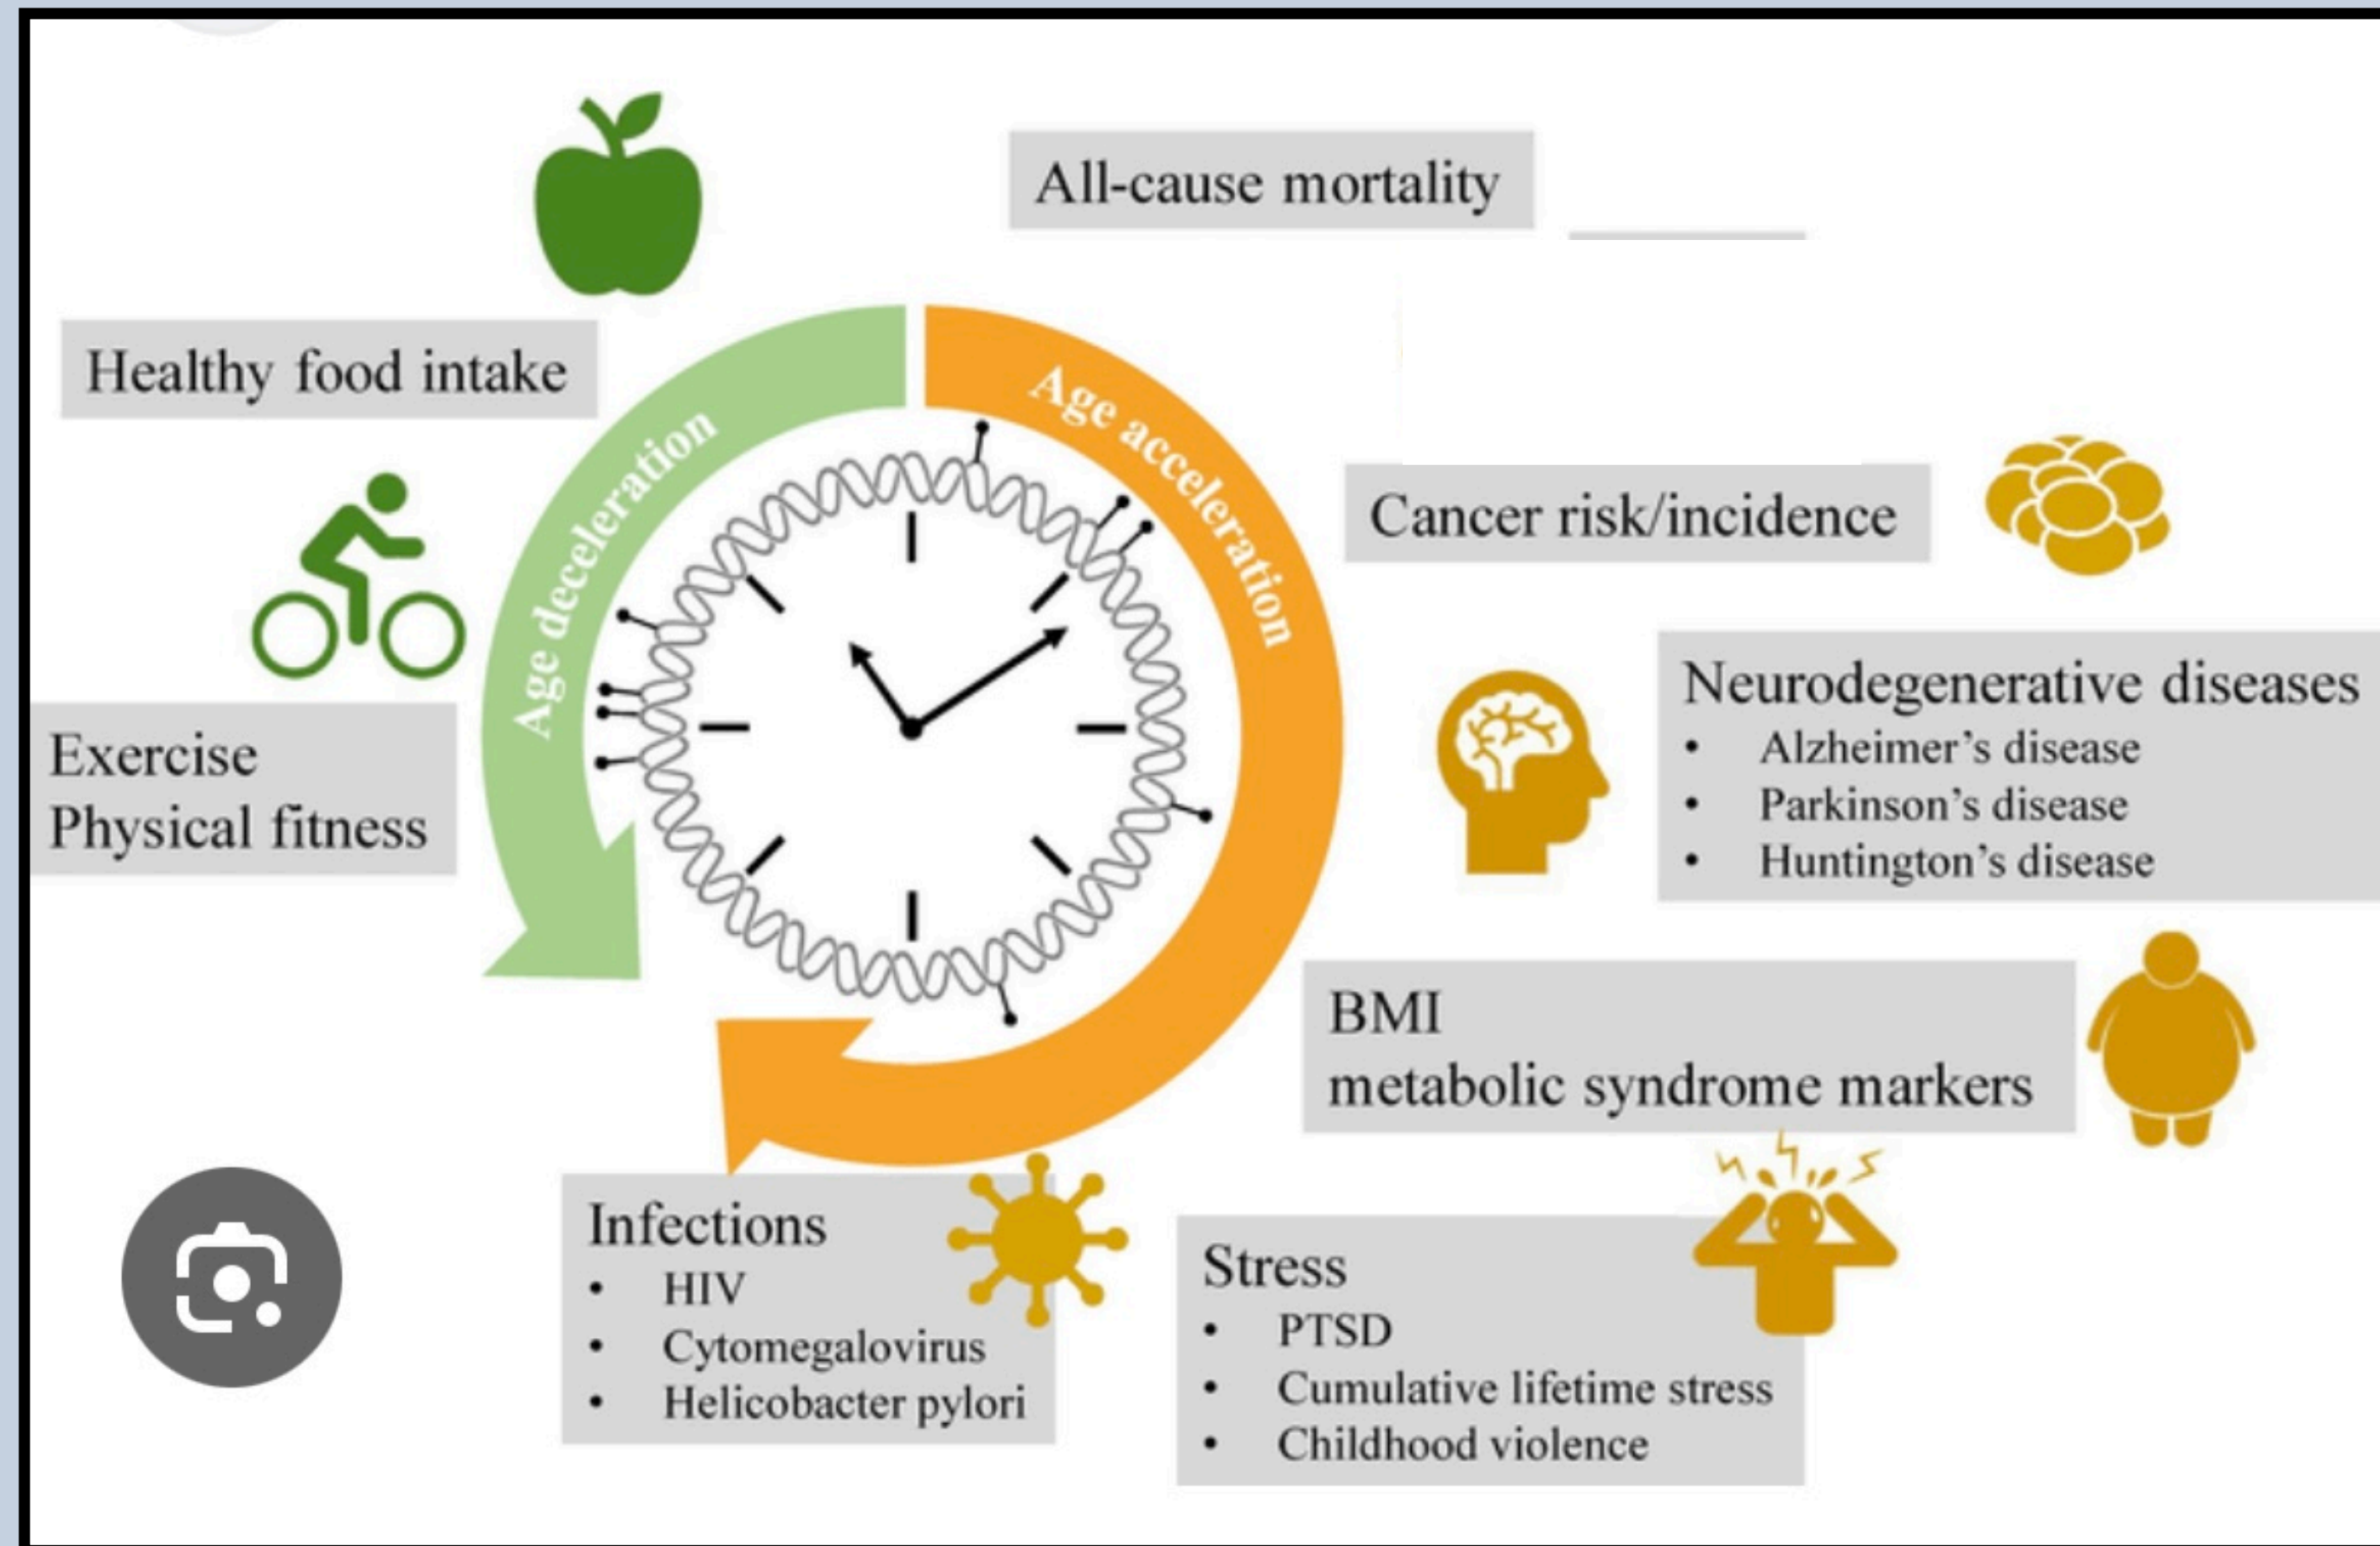 All-cause mortality
Healthy food intake
Age deceleration
Age acceleration
Cancer risk/incidence
Exercise
Physical fitness
Neurodegenerative diseases
• Alzheimer’s disease
• Parkinson’s disease
• Huntington’s disease
BMI
metabolic syndrome markers
Infections
• HIV
• Cytomegalovirus
• Helicobacter pylori
Stress
• PTSD
• Cumulative lifetime stress
• Childhood violence